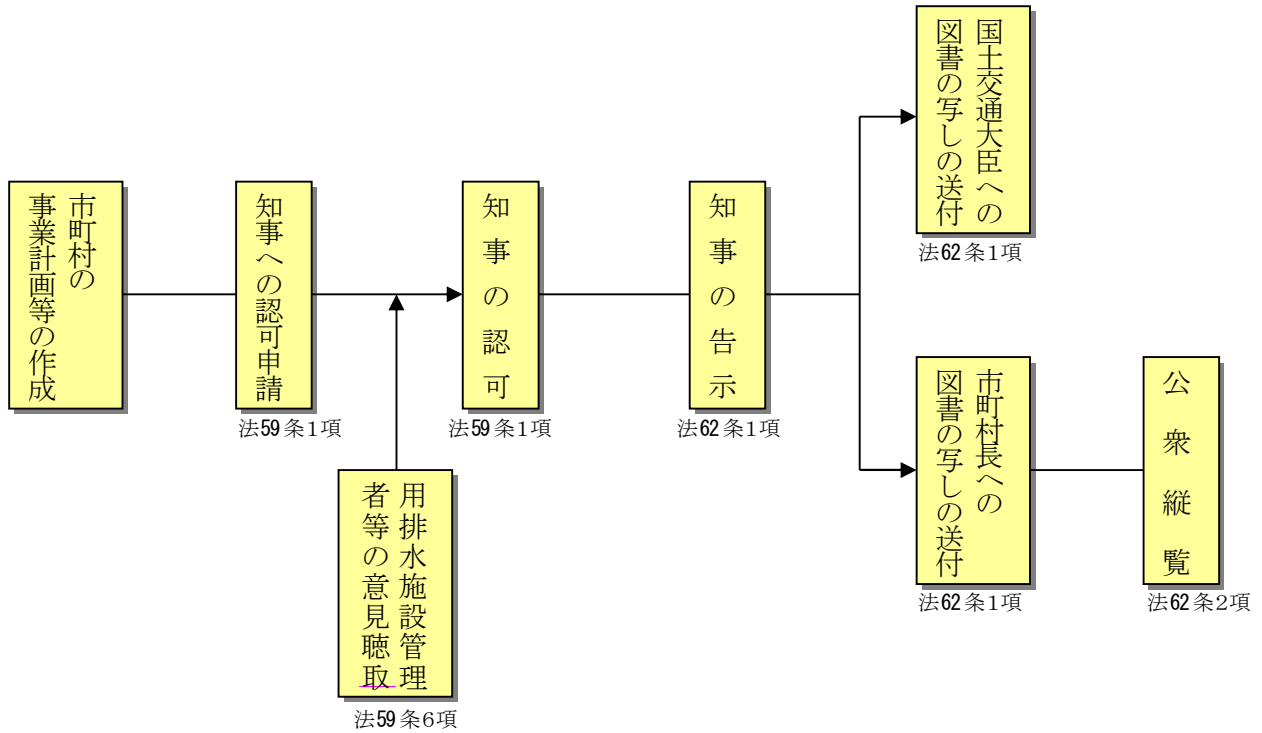 市町村の
事業計画等の作成
知事への認可申請
法59条1項
用排水施設管理
者等の意見聴取
法59条6項
知事の認可
法59条1項
知事の告示
法62条1項
国土交通大臣への
図書の写しの送付
法62条1項
市町村長への
図書の写しの送付
法62条1項
公衆縦覧
法62条2項